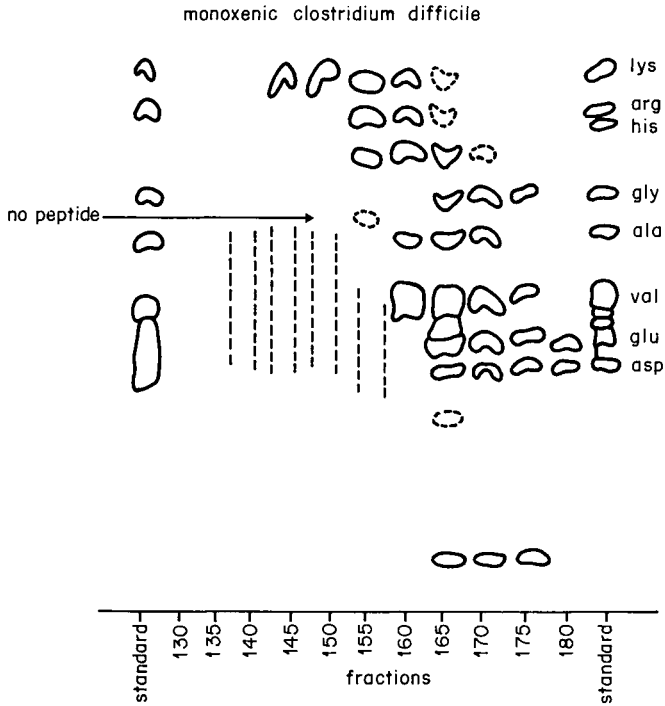 monoxenic clostridium difficile
lys
arg
his
gly
no peptide
ala
val
glu
asp
standard
130
135
140
145
150
155
160
165
170
175
180
standard
fractions